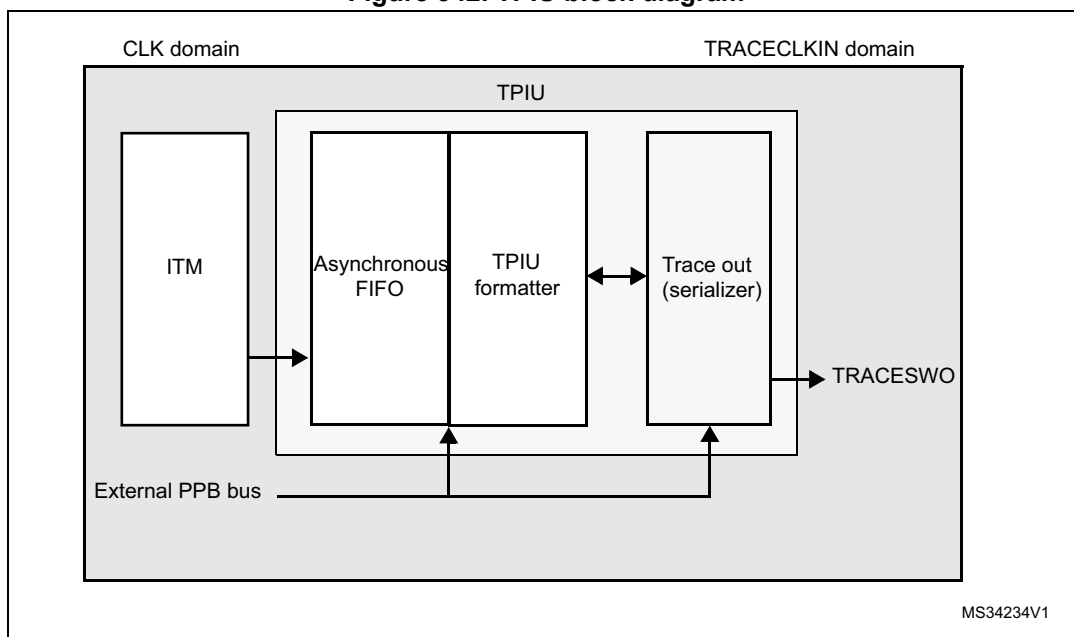 CLK domain
TRACECLKIN domain
TPIU
ITM
Asynchronous
FIFO
TPIU
formatter
Trace out
(serializer)
TRACESWO
External PPB bus
MS34234V1